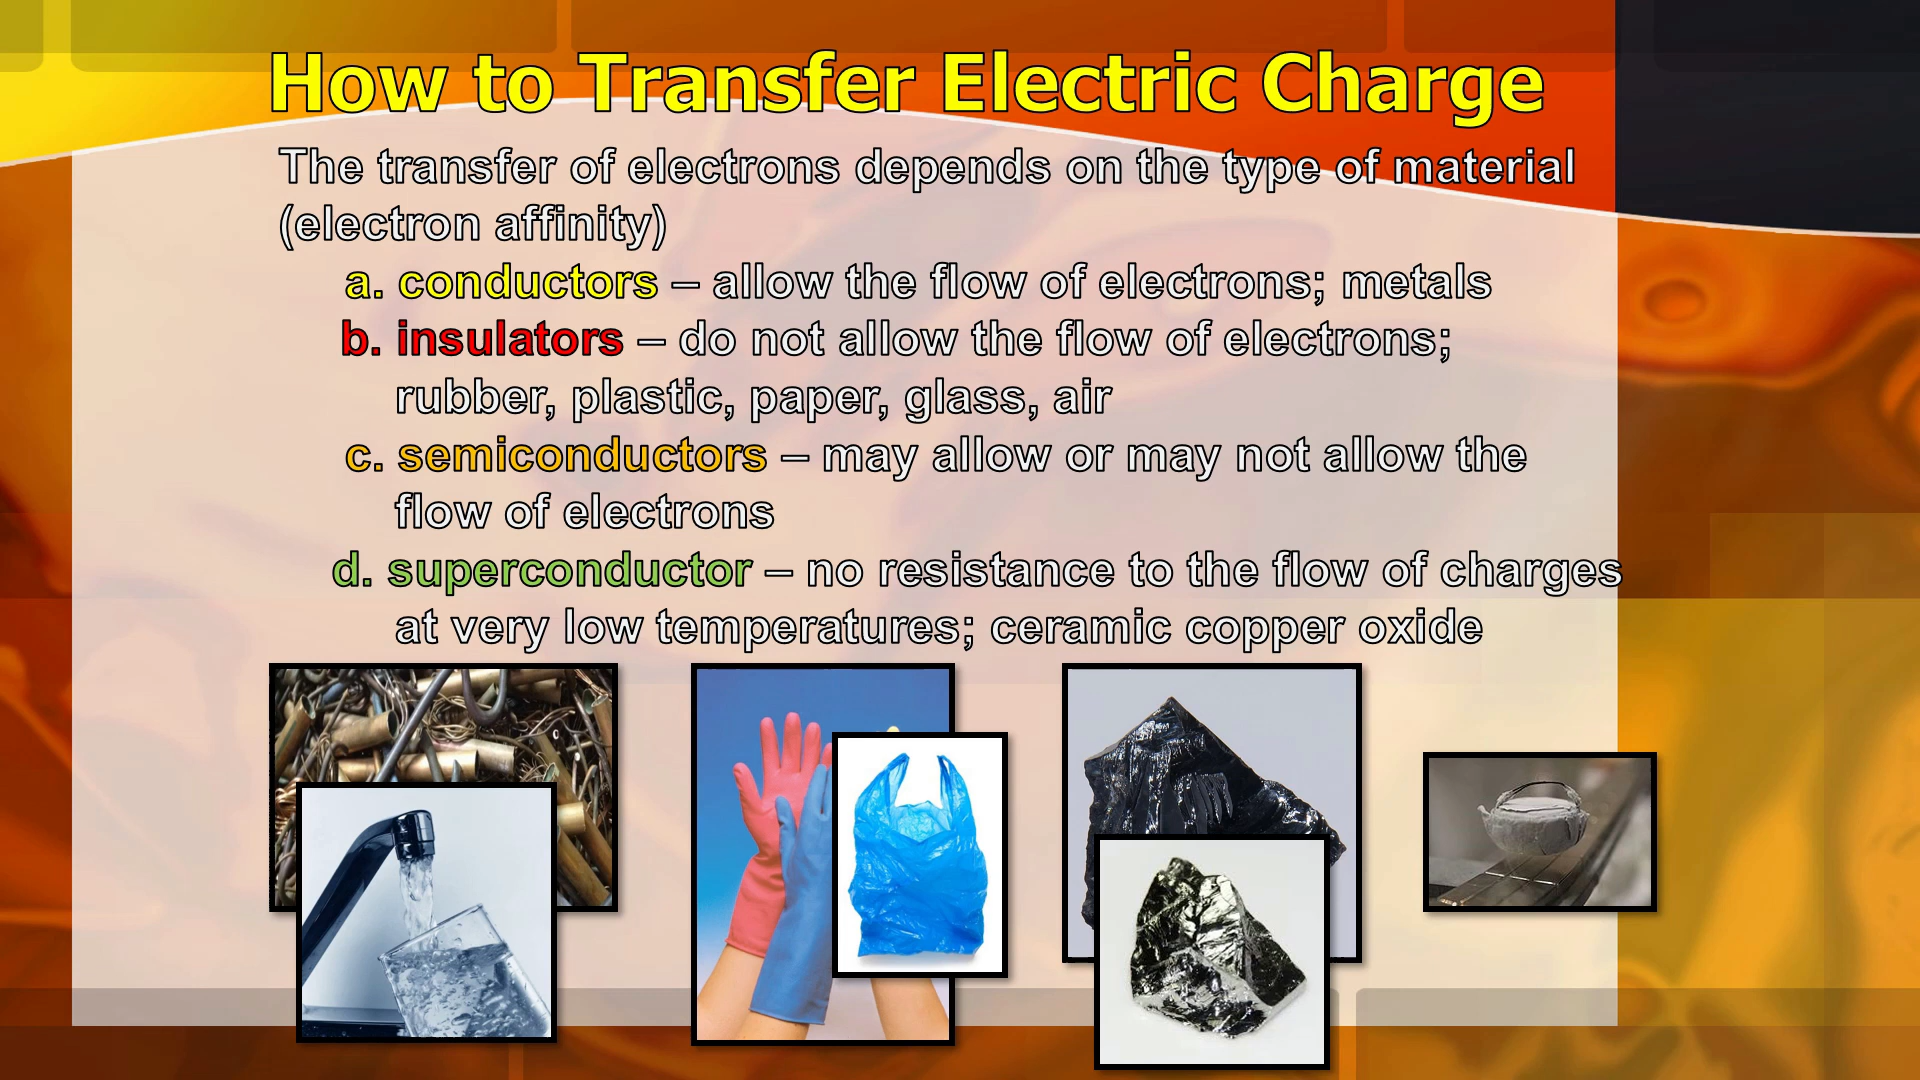 How to Transfer Electric Charge
The transfer of electrons depends on the type of material
(electron affinity)
a. conductors – allow the flow of electrons; metals
b. insulators – do not allow the flow of electrons;
rubber, plastic, paper, glass, air
c. semiconductors – may allow or may not allow the
flow of electrons
d. superconductor – no resistance to the flow of charges
at very low temperatures; ceramic copper oxide